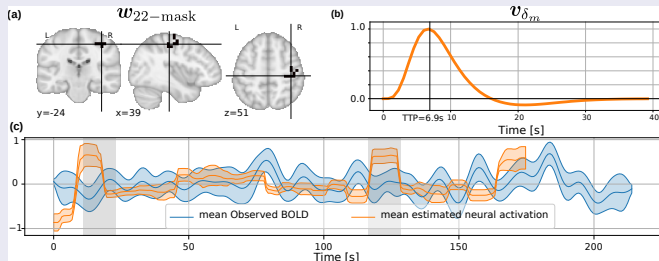 (a) w₂₂₋mask
L R L R
y=-24 x=39 z=51
(b) v_δₘ
1.0
0.0
0 TTP=6.9s 10 20 30 40
Time [s]
(c)
1
0
−1
mean Observed BOLD mean estimated neural activation
0 50 100 150 200
Time [s]